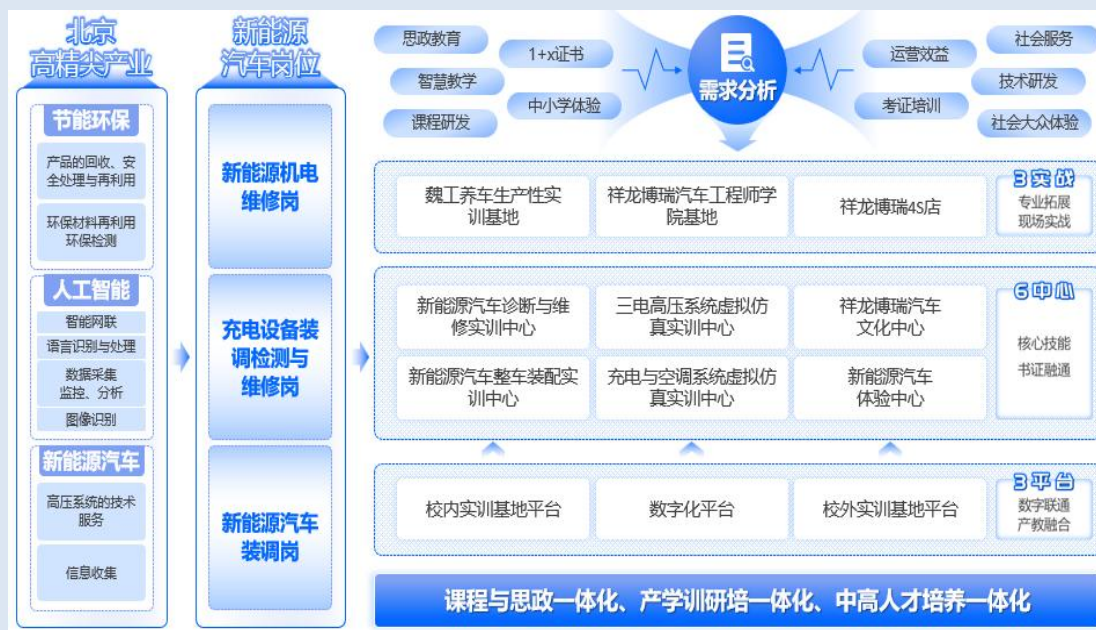 北京
高精尖产业
节能环保
产品的回收、安
全处理与再利用
环保材料再利用
环保检测
人工智能
智能网联
语言识别与处理
数据采集
监控、分析
图像识别
新能源汽车
高压系统的技术
服务
信息收集
新能源
汽车岗位
新能源机电
维修岗
充电设备装
调检测与
维修岗
新能源汽车
装调岗
思政教育
1+x证书
智慧教学
中小学体验
课程研发
需求分析
运营效益
社会服务
技术研发
考证培训
社会大众体验
魏工养车生产性实
训基地
祥龙博瑞汽车工程师学
院基地
祥龙博瑞4S店
3实战
专业拓展
现场实战
新能源汽车诊断与维
修实训中心
三电高压系统虚拟仿
真实训中心
祥龙博瑞汽车
文化中心
新能源汽车整车装配实
训中心
充电与空调系统虚拟仿
真实训中心
新能源汽车
体验中心
6中心
核心技能
书证融通
校内实训基地平台
数字化平台
校外实训基地平台
3平台
数字联通
产教融合
课程与思政一体化、产学训研培一体化、中高人才培养一体化